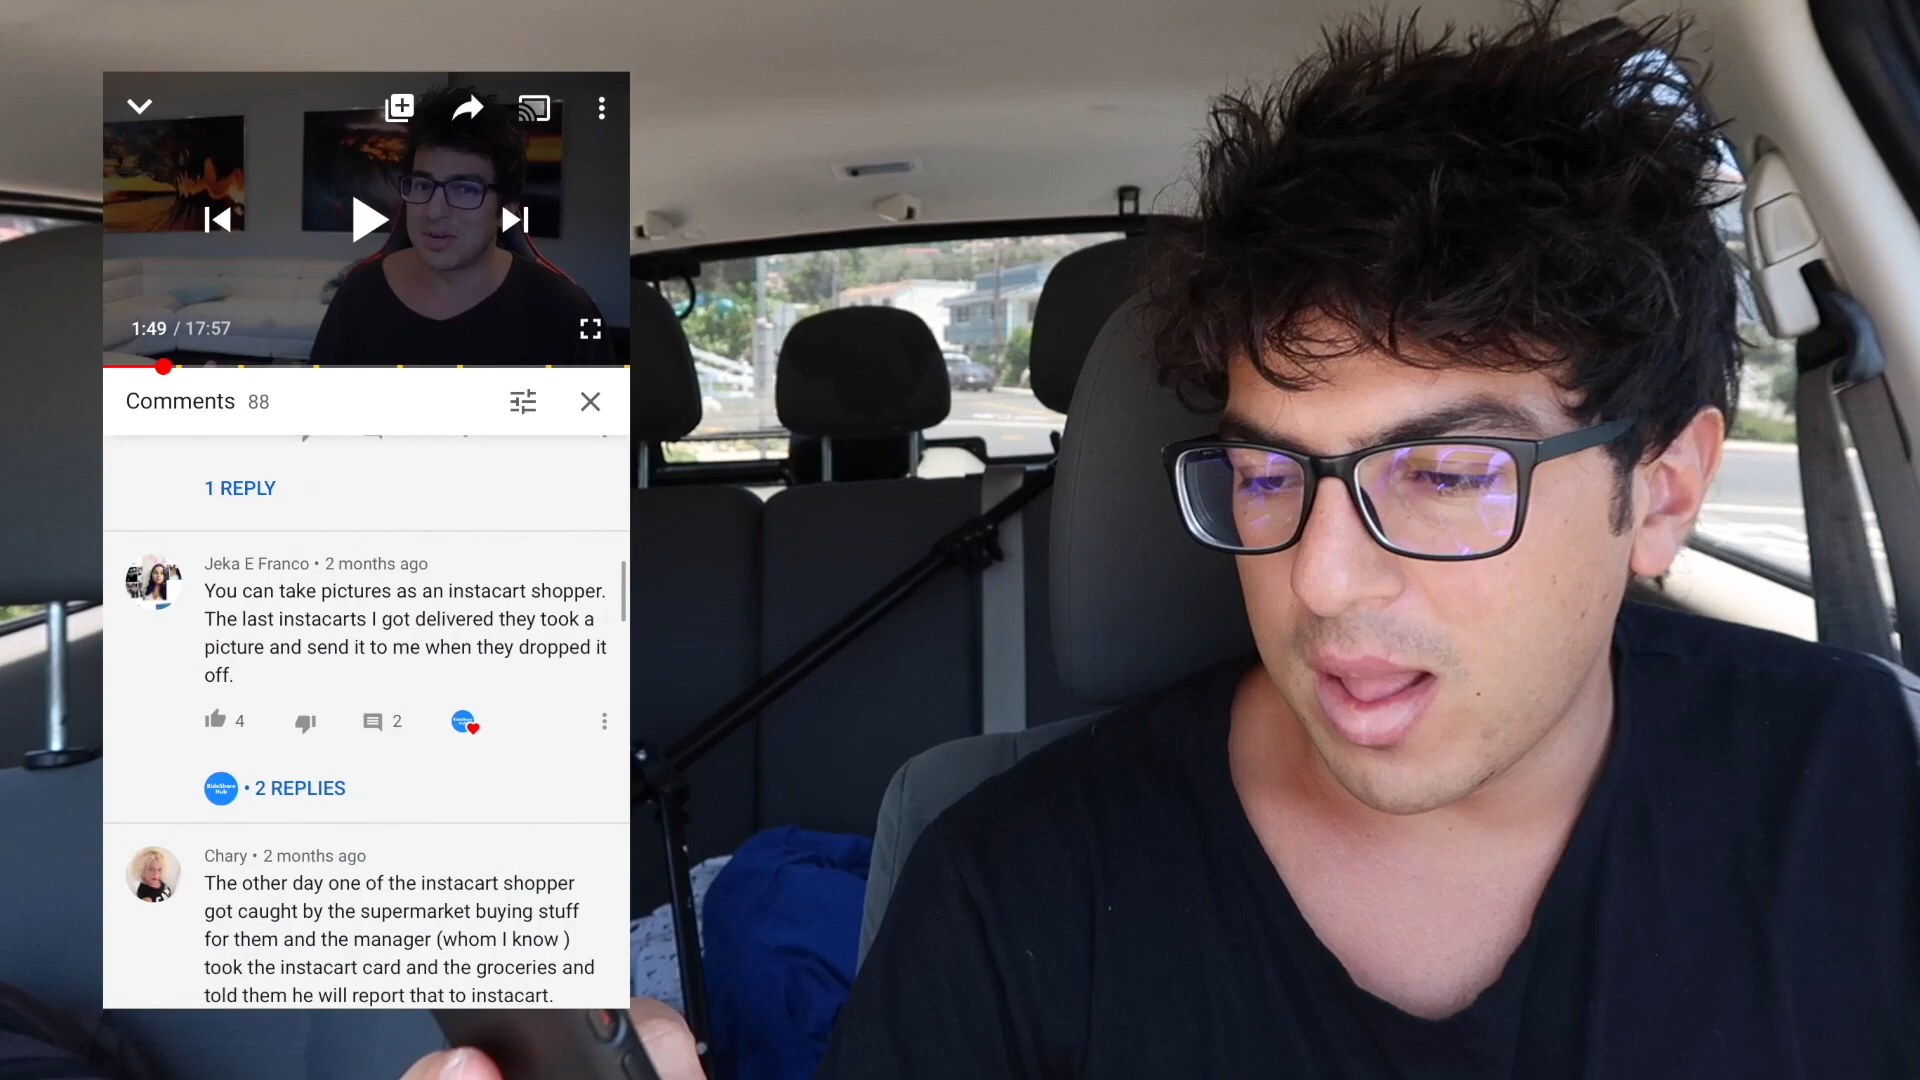 1:49 / 17:57
Comments 88
1 REPLY
Jeka E Franco • 2 months ago
You can take pictures as an instacart shopper.
The last instacarts I got delivered they took a
picture and send it to me when they dropped it
off.
4 2
RideShare
Hub
• 2 REPLIES
Chary • 2 months ago
The other day one of the instacart shopper
got caught by the supermarket buying stuff
for them and the manager (whom I know )
took the instacart card and the groceries and
told them he will report that to instacart.